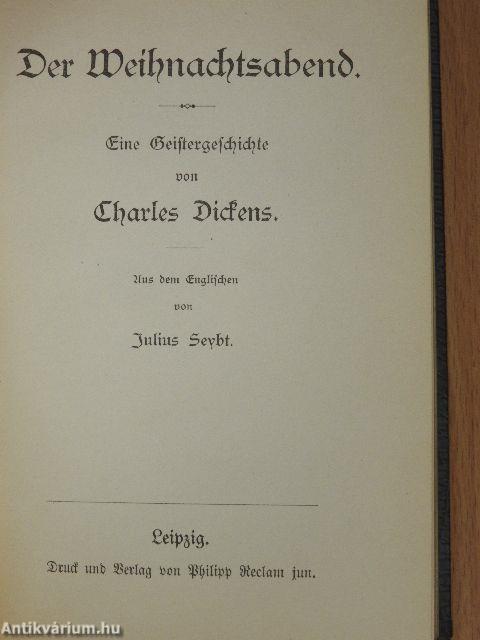 Der Weihnachtsabend.
Eine Geistergeschichte
von
Charles Dickens.
Aus dem Englischen
von
Julius Seybt.
Leipzig.
Druck und Verlag von Philipp Reclam jun.
Antikvárium.hu